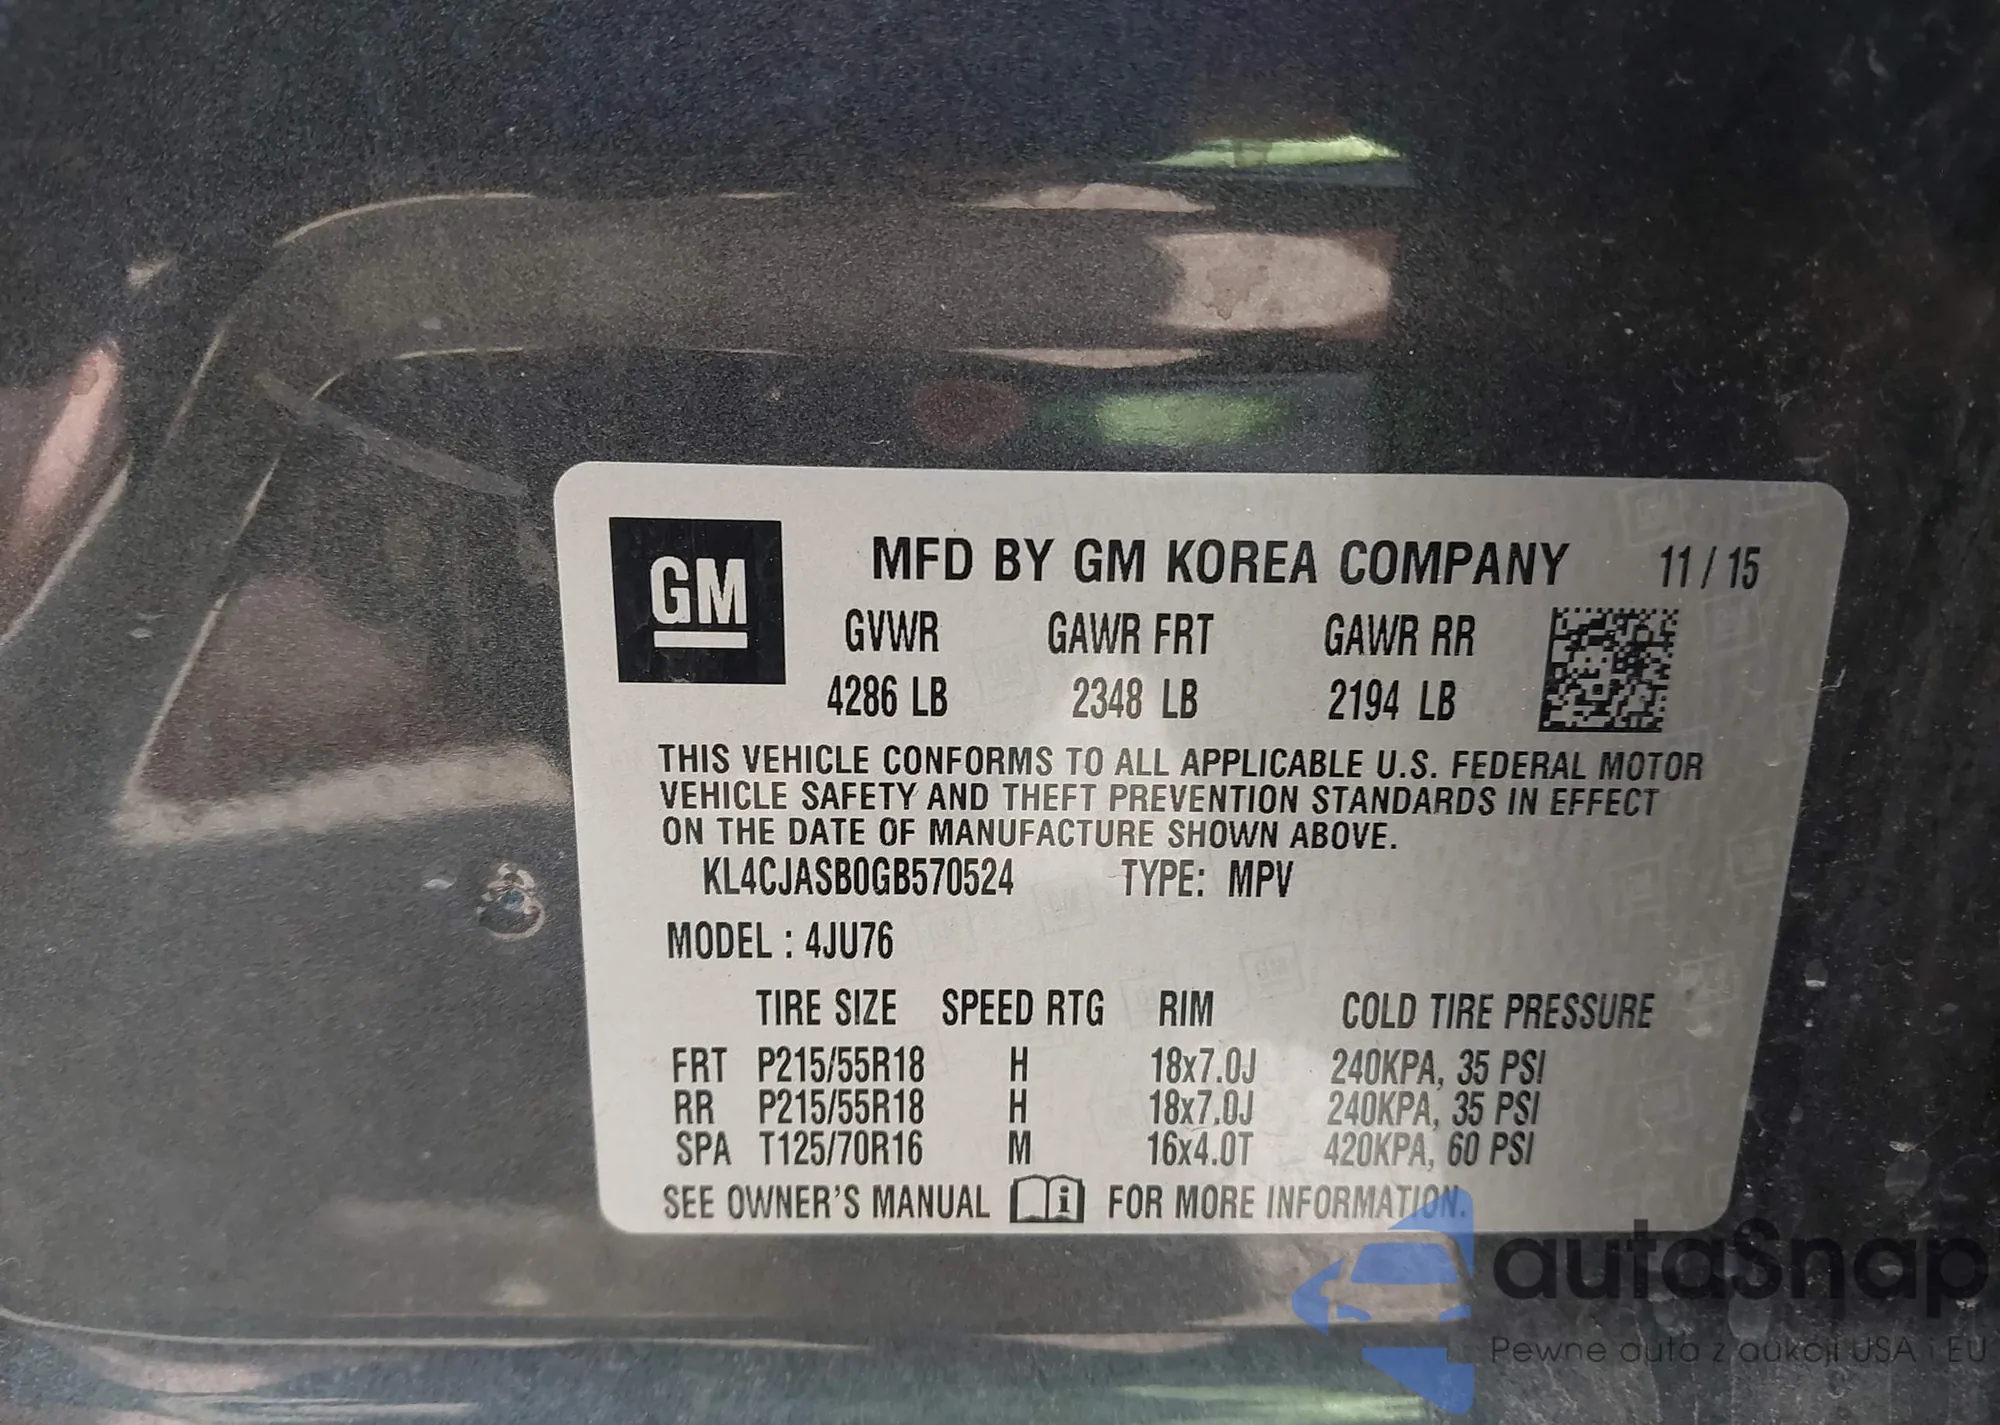 GM
MFD BY GM KOREA COMPANY 11 / 15
GVWR GAWR FRT GAWR RR
4286 LB 2348 LB 2194 LB
THIS VEHICLE CONFORMS TO ALL APPLICABLE U.S. FEDERAL MOTOR
VEHICLE SAFETY AND THEFT PREVENTION STANDARDS IN EFFECT
ON THE DATE OF MANUFACTURE SHOWN ABOVE.
KL4CJASB0GB570524 TYPE: MPV
MODEL : 4JU76
TIRE SIZE SPEED RTG RIM COLD TIRE PRESSURE
FRT P215/55R18 H 18x7.0J 240KPA, 35 PSI
RR P215/55R18 H 18x7.0J 240KPA, 35 PSI
SPA T125/70R16 M 16x4.0T 420KPA, 60 PSI
SEE OWNER'S MANUAL i FOR MORE INFORMATION.
autaSnap
Pewne auta z aukcji USA i EU